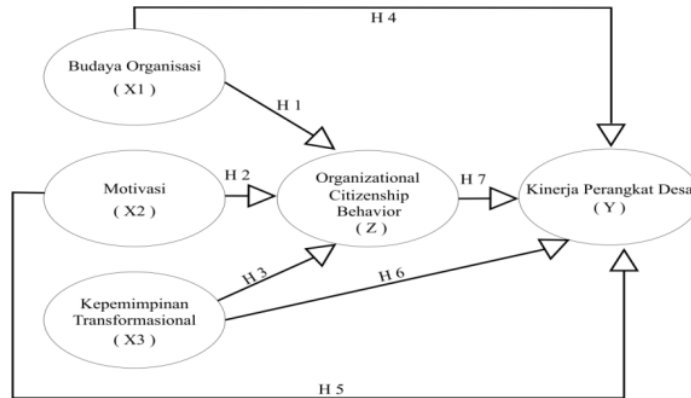 H 4
Budaya Organisasi
( X1 )
H 1
Motivasi
( X2 )
H 2
Organizational
Citizenship
Behavior
( Z )
H 7
Kinerja Perangkat Desa
( Y )
H 3
H 6
Kepemimpinan
Transformasional
( X3 )
H 5